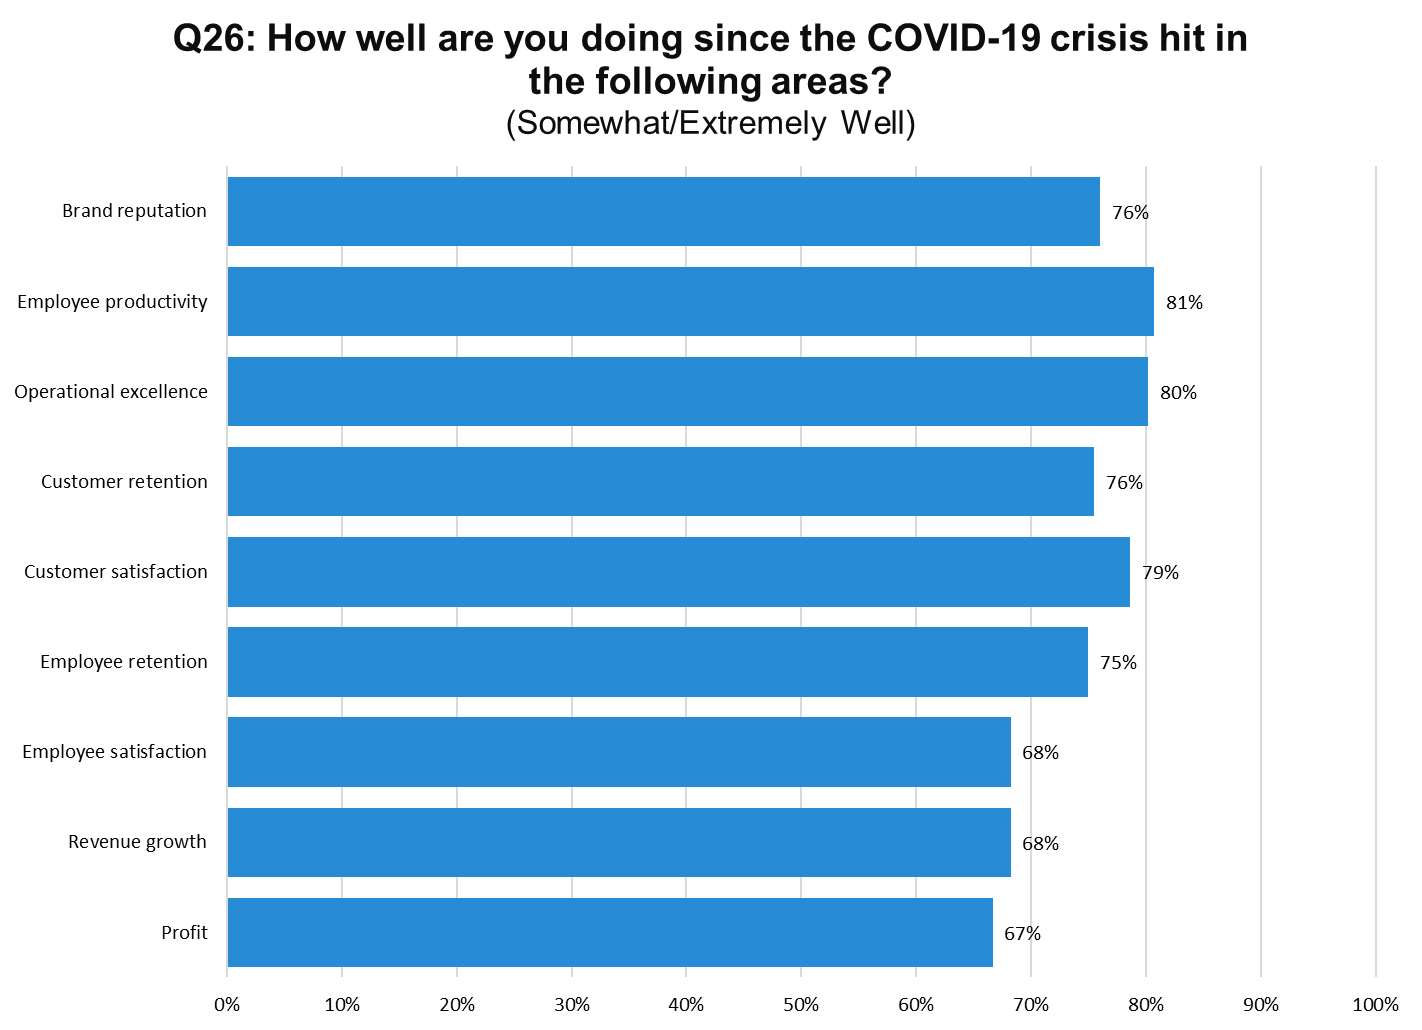 Q26: How well are you doing since the COVID-19 crisis hit in
the following areas?
(Somewhat/Extremely Well)
Brand reputation 76%
Employee productivity 81%
Operational excellence 80%
Customer retention 76%
Customer satisfaction 79%
Employee retention 75%
Employee satisfaction 68%
Revenue growth 68%
Profit 67%
0% 10% 20% 30% 40% 50% 60% 70% 80% 90% 100%